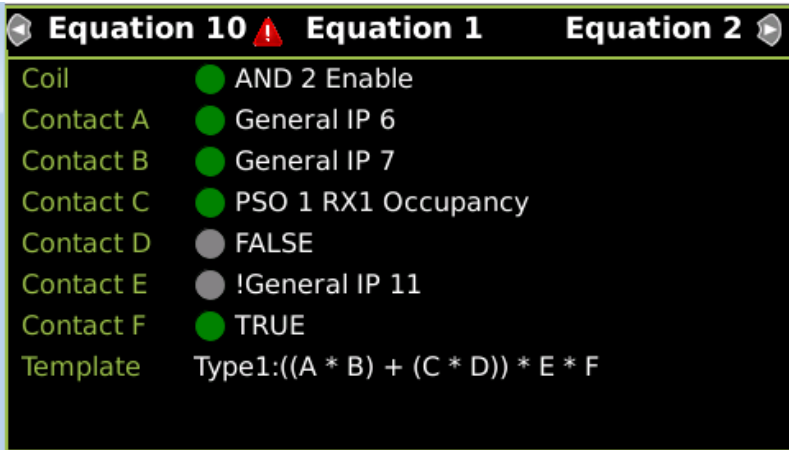 Equation 10 Equation 1 Equation 2
Coil AND 2 Enable
Contact A General IP 6
Contact B General IP 7
Contact C PSO 1 RX1 Occupancy
Contact D FALSE
Contact E !General IP 11
Contact F TRUE
Template Type1:((A * B) + (C * D)) * E * F